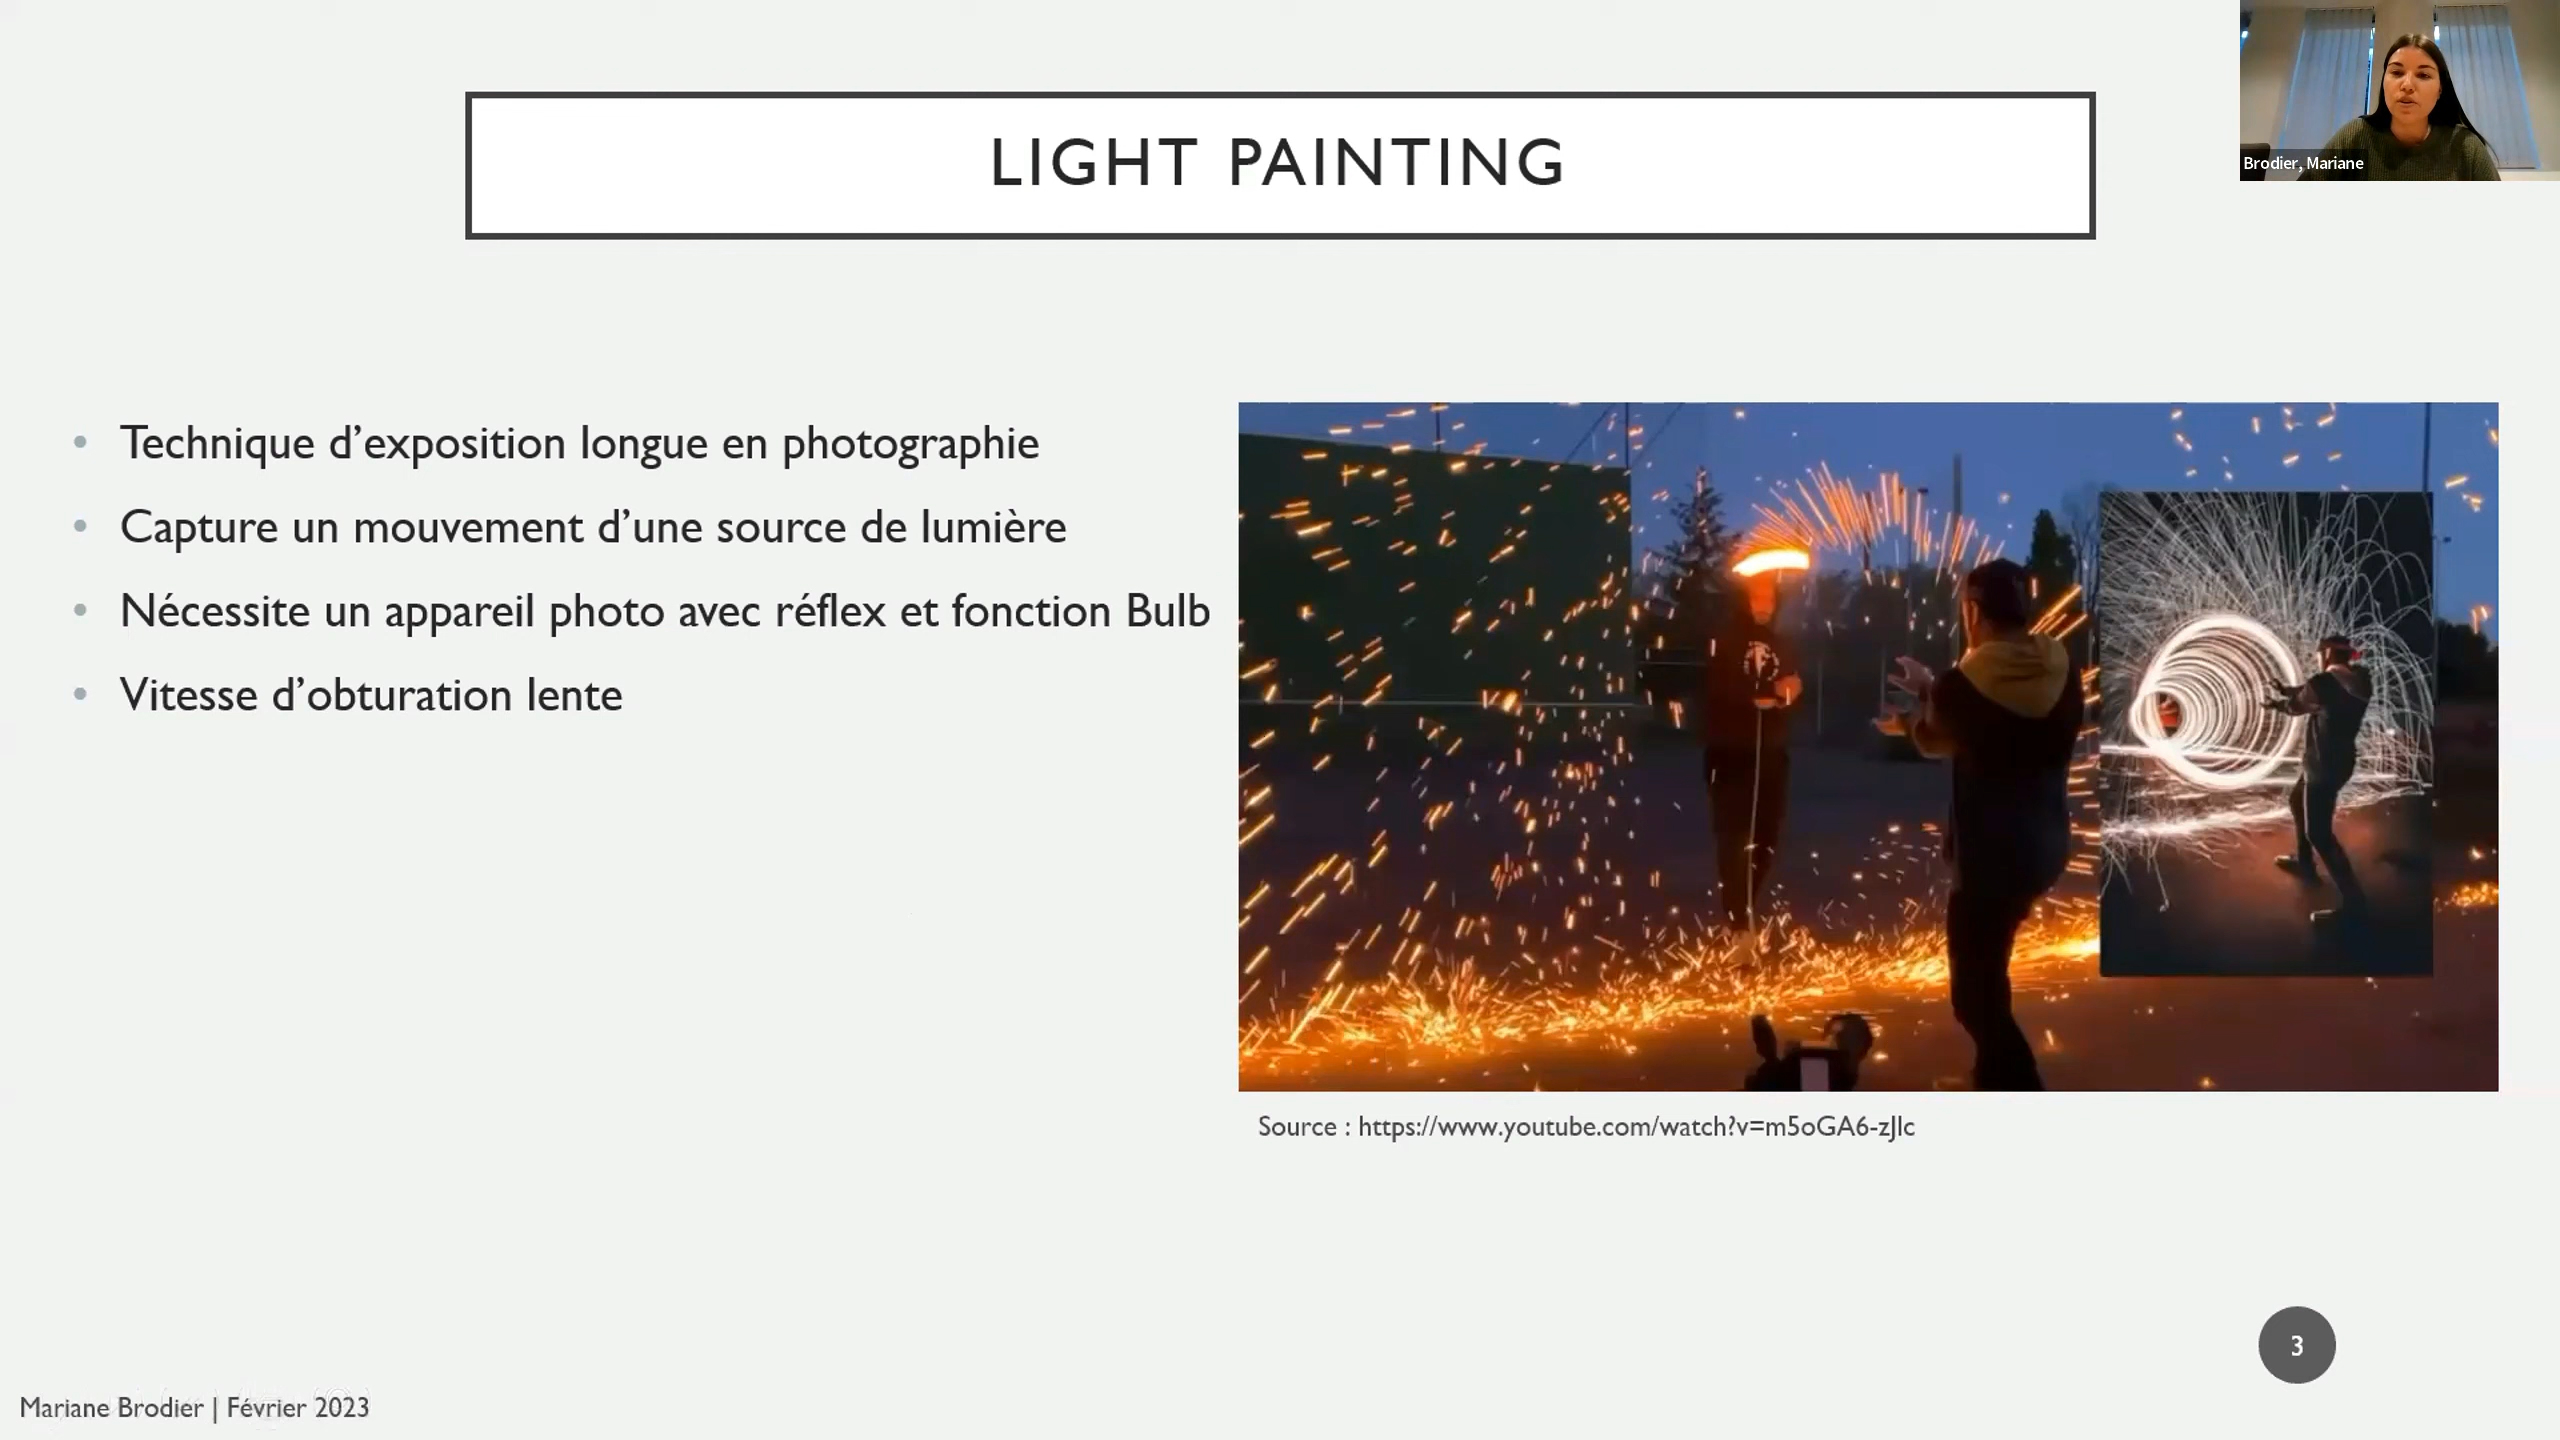 LIGHT PAINTING
Brodier, Mariane
• Technique d’exposition longue en photographie
• Capture un mouvement d’une source de lumière
• Nécessite un appareil photo avec réflex et fonction Bulb
• Vitesse d’obturation lente
Source : https://www.youtube.com/watch?v=m5oGA6-zJlc
3
Mariane Brodier | Février 2023